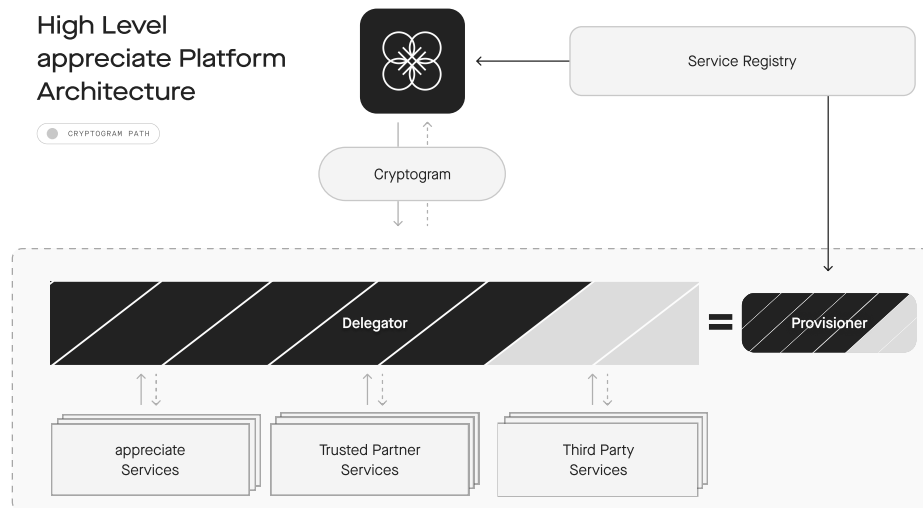 High Level
appreciate Platform
Architecture
CRYPTOGRAM PATH
Service Registry
Cryptogram
Delegator
Provisioner
appreciate
Services
Trusted Partner
Services
Third Party
Services